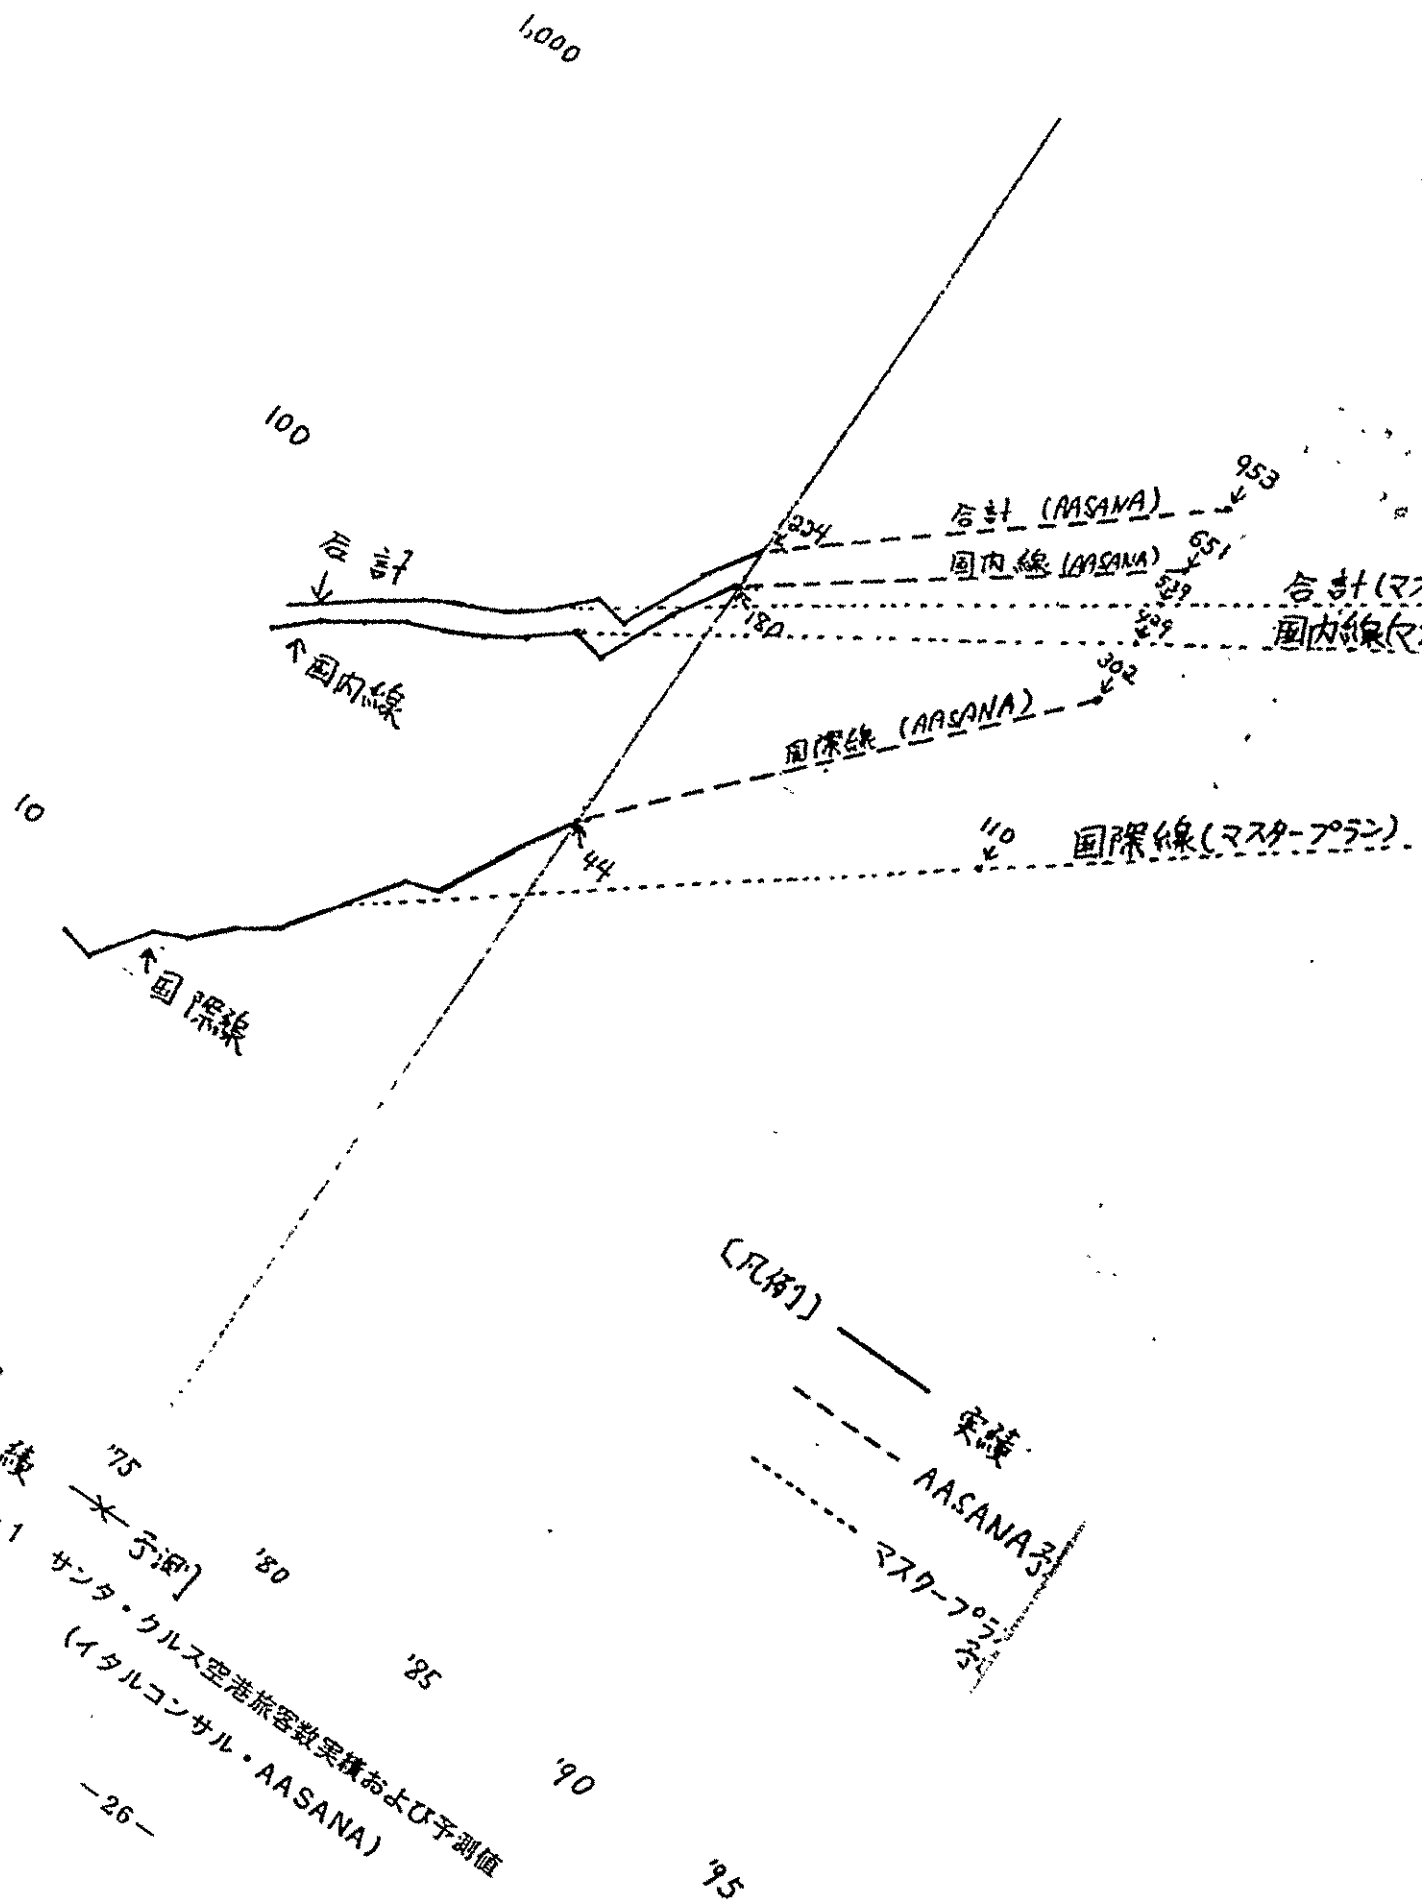 1,000
100
10
953
合計 (AASANA)
224
651
国内線 (AASANA)
529
合計
合計(マス
180
429
国内線(マス
国内線
302
国際線 (AASANA)
110
国際線(マスタープラン)
44
国際線
〔凡例〕
実績
AASANA予
マスタープラン
予
績
予測
'75
'80
'85
'90
'95
1 サンタ・クルス空港旅客数実績および予測値
(イタルコンサル・AASANA)
—26—